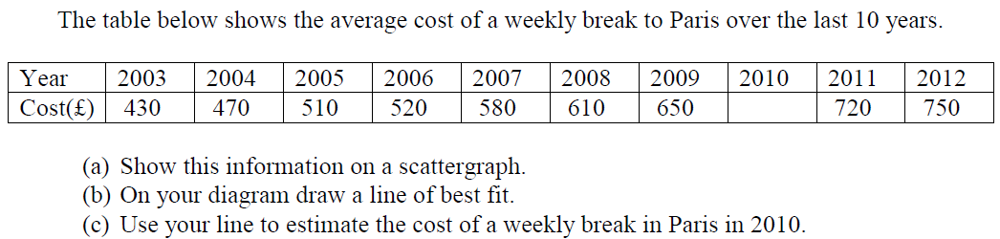 The table below shows the average cost of a weekly break to Paris over the last 10 years.
Year 2003 2004 2005 2006 2007 2008 2009 2010 2011 2012
Cost(£) 430 470 510 520 580 610 650 720 750
(a) Show this information on a scattergraph.
(b) On your diagram draw a line of best fit.
(c) Use your line to estimate the cost of a weekly break in Paris in 2010.